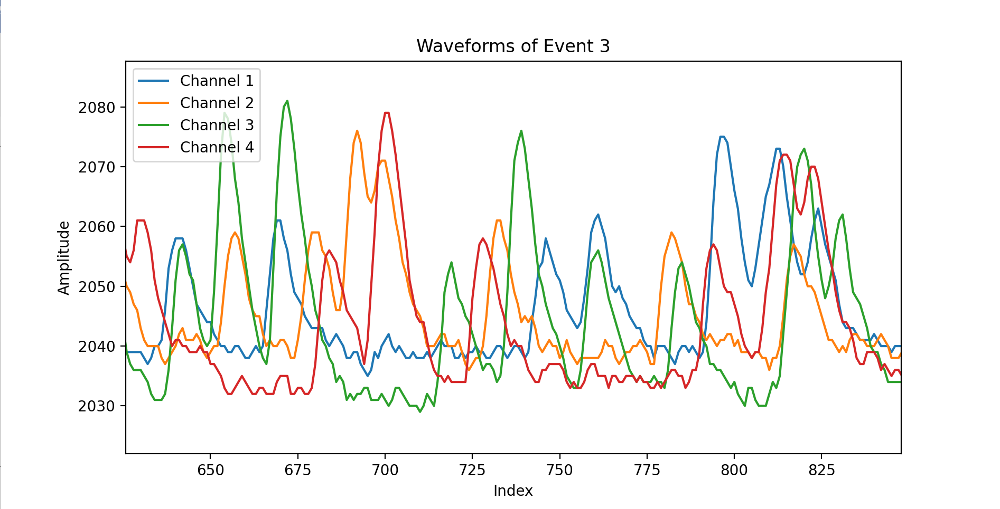 Waveforms of Event 3
Channel 1
Channel 2
Channel 3
Channel 4
Amplitude
2080
2070
2060
2050
2040
2030
650 675 700 725 750 775 800 825
Index